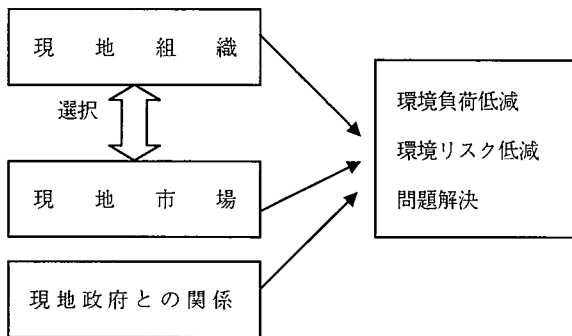 現地組織
選択
現地市場
現地政府との関係
環境負荷低減
環境リスク低減
問題解決